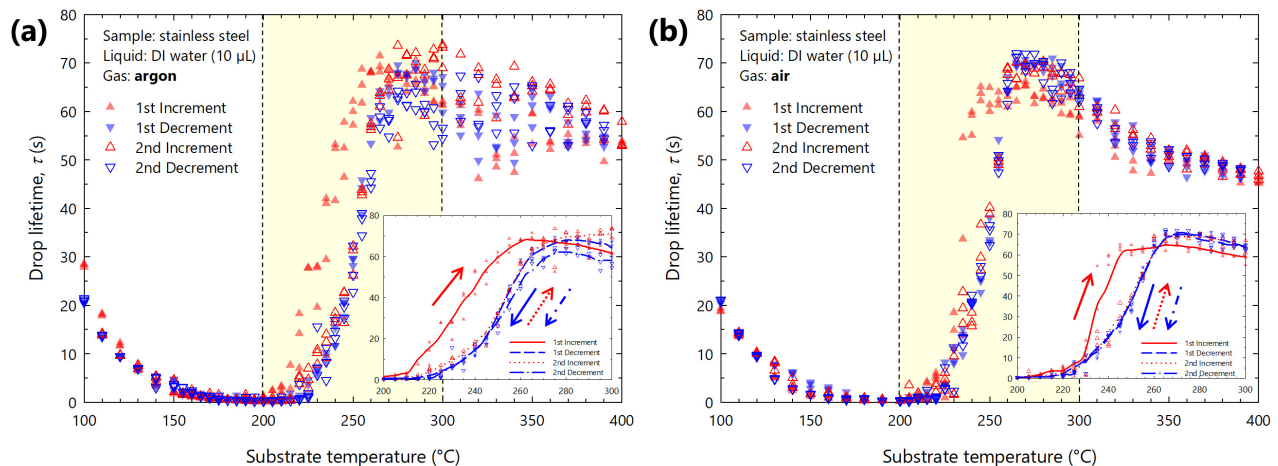 (a)
Sample: stainless steel
Liquid: DI water (10 μL)
Gas: argon
1st Increment
1st Decrement
2nd Increment
2nd Decrement
Drop lifetime, τ (s)
80
70
60
50
40
30
20
10
0
100
150
200
250
300
350
400
Substrate temperature (°C)
80
60
40
20
0
200
220
240
260
280
300
1st Increment
1st Decrement
2nd Increment
2nd Decrement
(b)
Sample: stainless steel
Liquid: DI water (10 μL)
Gas: air
1st Increment
1st Decrement
2nd Increment
2nd Decrement
Drop lifetime, τ (s)
80
70
60
50
40
30
20
10
0
100
150
200
250
300
350
400
Substrate temperature (°C)
80
70
60
50
40
30
20
10
0
200
220
240
260
280
300
1st Increment
1st Decrement
2nd Increment
2nd Decrement